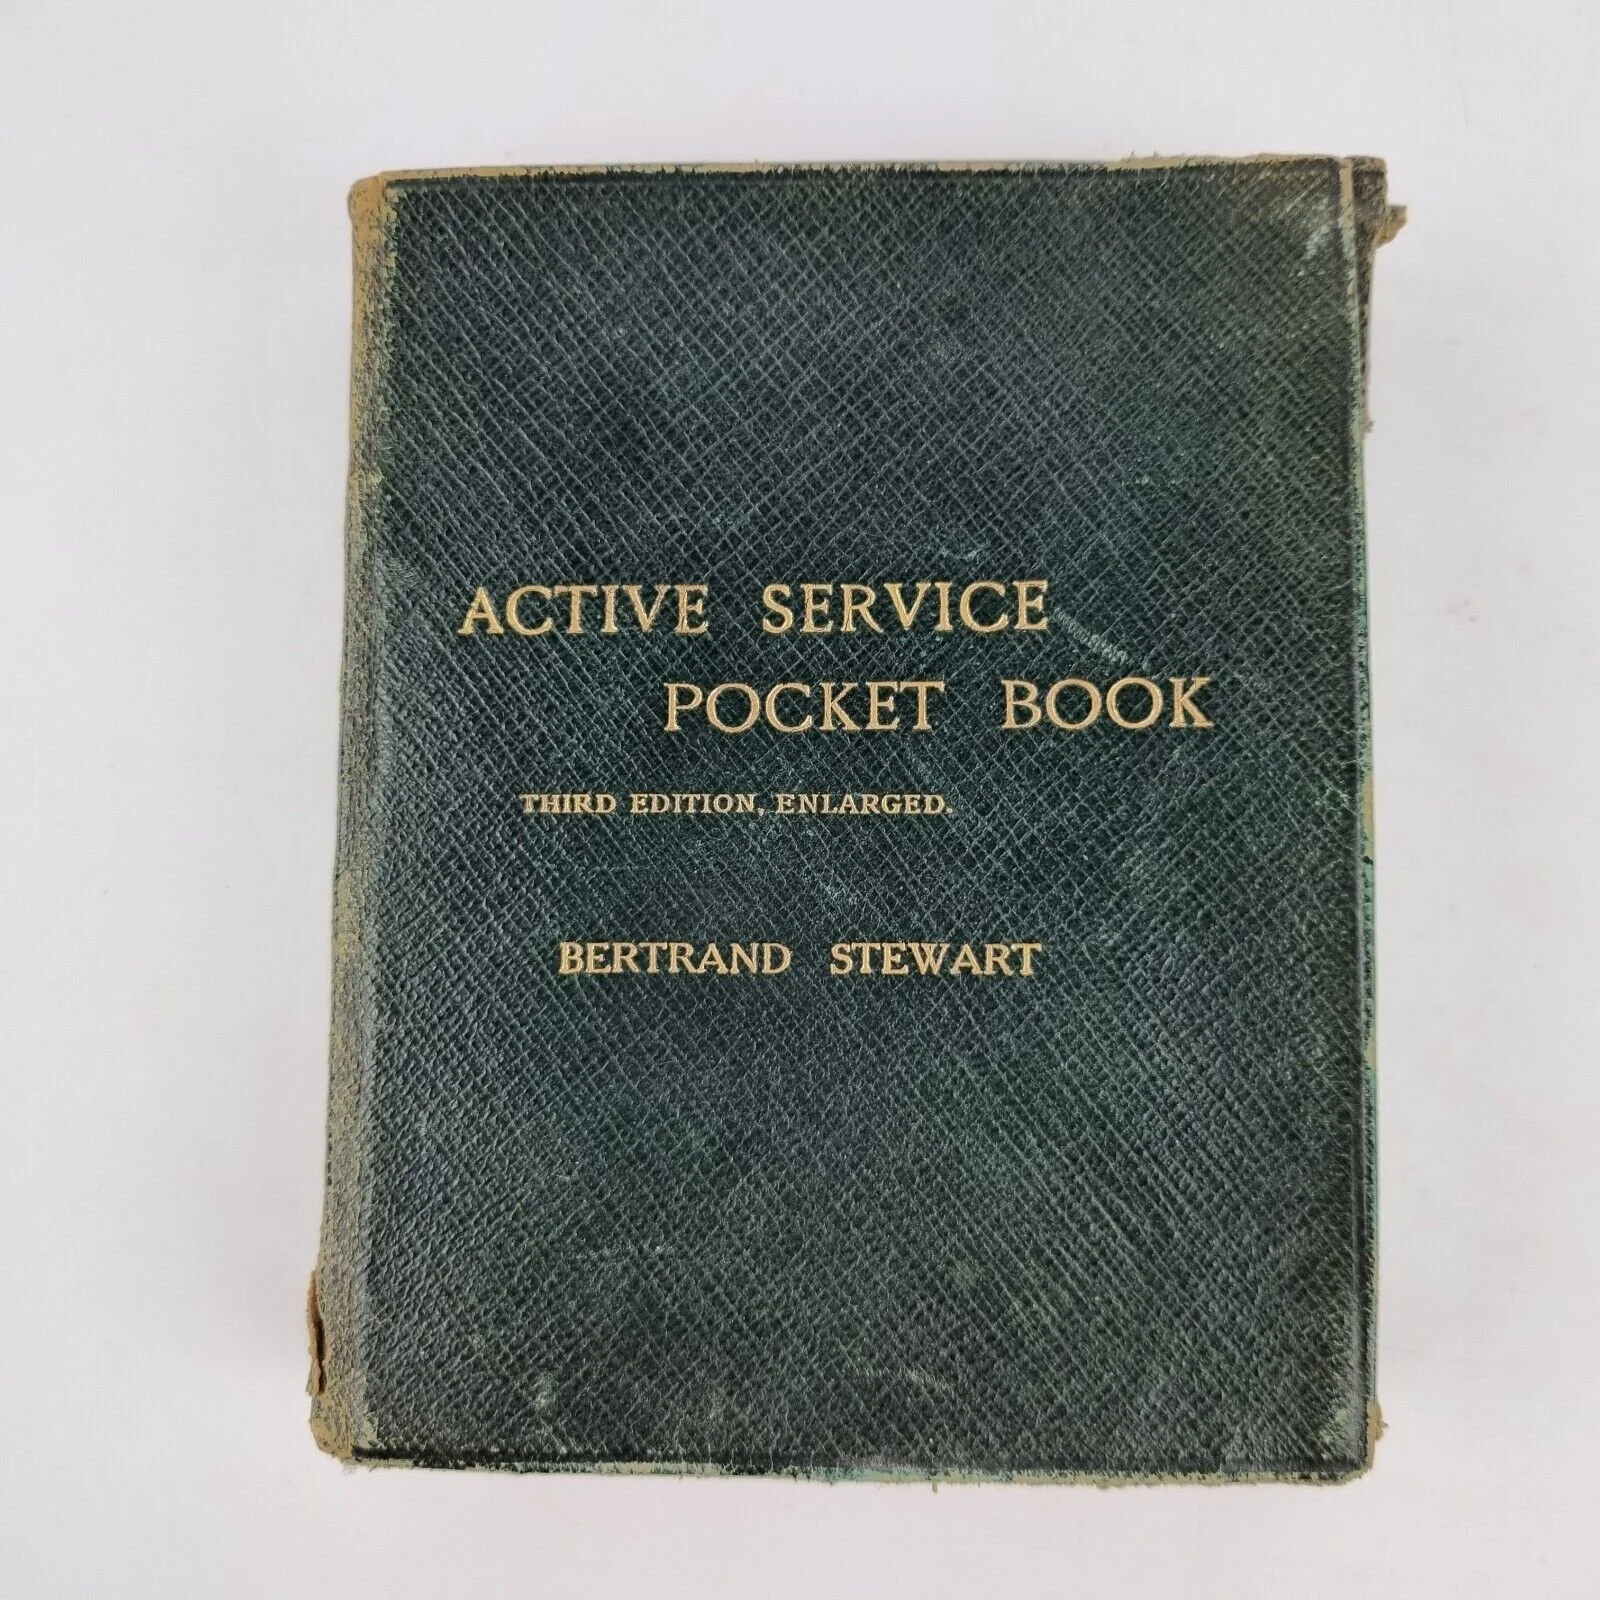 ACTIVE SERVICE
POCKET BOOK
THIRD EDITION, ENLARGED.
BERTRAND STEWART